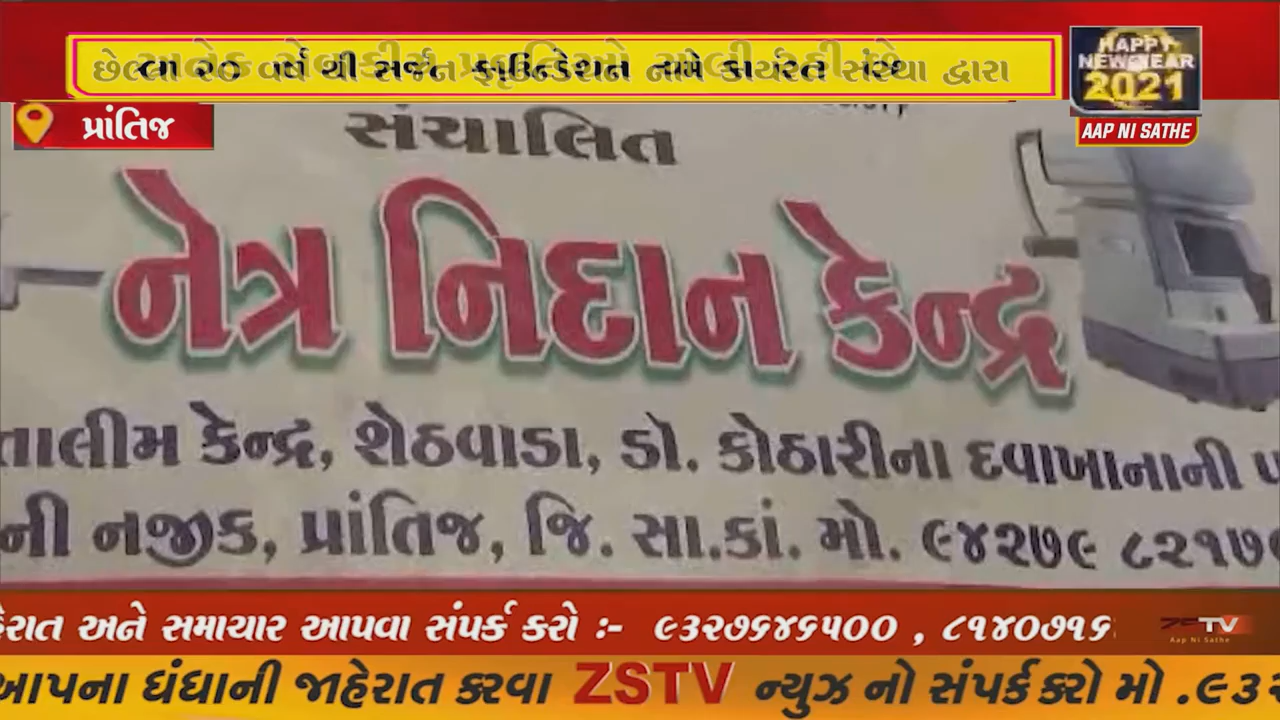 છેલ્લા ૨૦ વર્ષ થી સર્જન ફાઉન્ડેશન નામે કાર્યરત સંસ્થા દ્વારા
HAPPY
NEW YEAR
2021
AAP NI SATHE
પ્રાંતિજ
સંચાલિત
નેત્ર નિદાન કેન્દ્ર
તાલીમ કેન્દ્ર, શેઠવાડા, ડૉ. કોઠારીના દવાખાનાની
ની નજીક, પ્રાંતિજ, જિ. સા.કાં. મો. ૯૪૨૭૯ ૮૨૧૭
અને સમાચાર આપવા સંપર્ક કરો :- ૯૩૨૭૬૪૬૫૦૦ , ૮૧૪૦૭૧૬
ZSTV
Aap Ni Sathe
આપના ધંધાની જાહેરાત કરવા ZSTV ન્યુઝ નો સંપર્ક કરો મો .૯૩૨